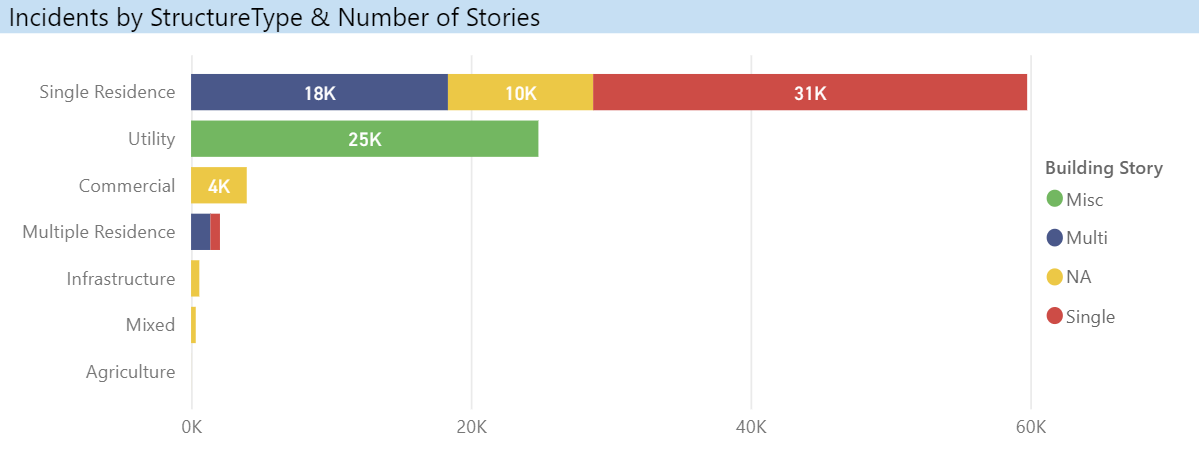 Incidents by StructureType & Number of Stories
Single Residence 18K 10K 31K
Utility 25K
Commercial 4K
Multiple Residence
Infrastructure
Mixed
Agriculture
0K 20K 40K 60K
Building Story
Misc
Multi
NA
Single